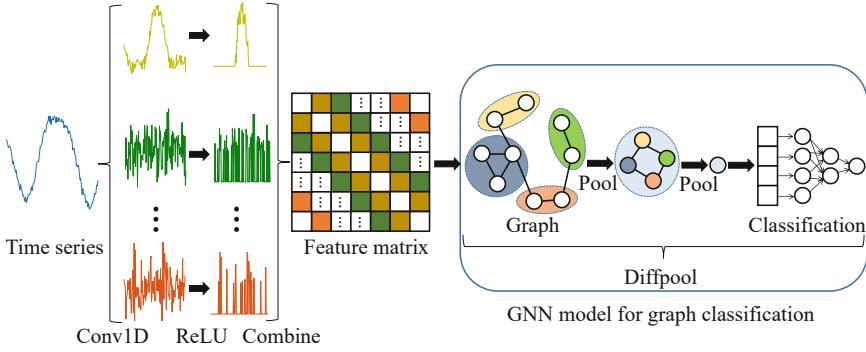 Time series
Conv1D
ReLU
Combine
Feature matrix
Graph
Pool
Pool
Classification
Diffpool
GNN model for graph classification